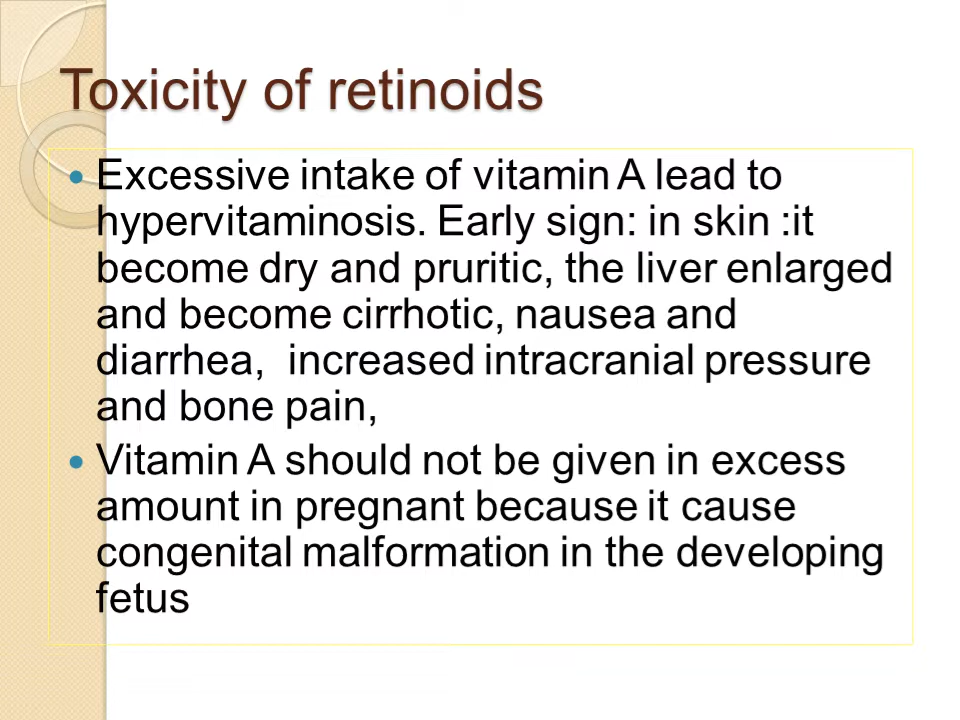 Toxicity of retinoids
Excessive intake of vitamin A lead to
hypervitaminosis. Early sign: in skin :it
become dry and pruritic, the liver enlarged
and become cirrhotic, nausea and
diarrhea,  increased intracranial pressure
and bone pain,
Vitamin A should not be given in excess
amount in pregnant because it cause
congenital malformation in the developing
fetus